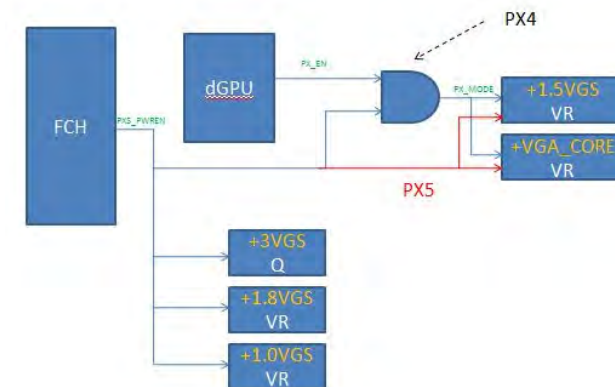 PX4
PX_EN
dGPU
PX_MODE
+1.5VGS
VR
FCH
PXS_PWREN
+VGA_CORE
VR
PX5
+3VGS
Q
+1.8VGS
VR
+1.0VGS
VR